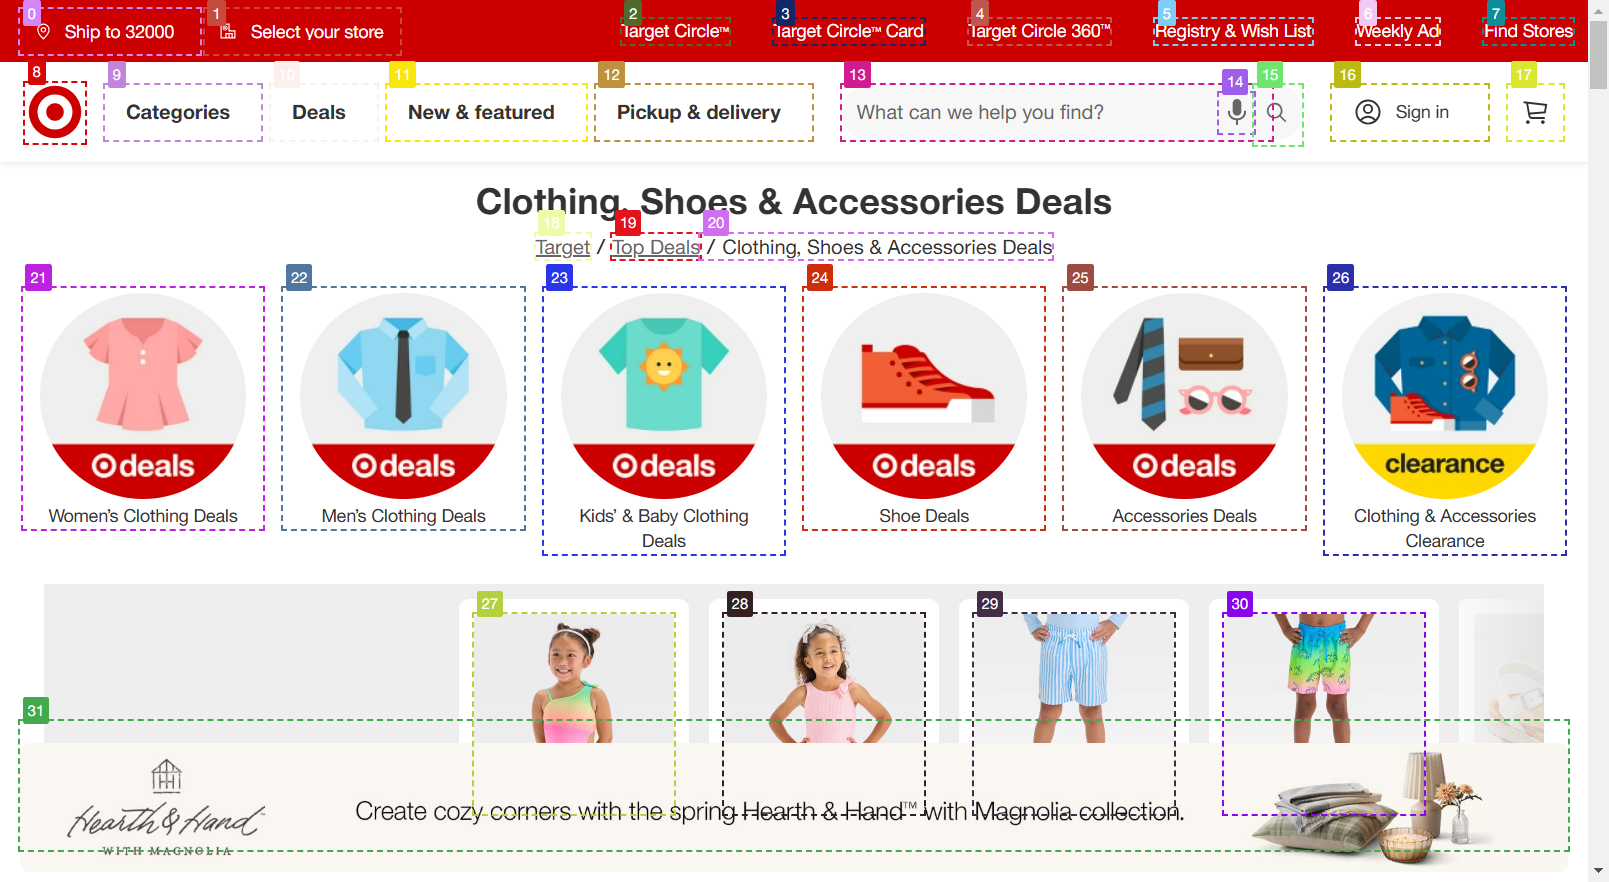 0 Ship to 32000
1 Select your store
2 Target Circle™
3 Target Circle™ Card
4 Target Circle 360™
5 Registry & Wish List
6 Weekly Ad
7 Find Stores
8
9 Categories
10 Deals
11 New & featured
12 Pickup & delivery
13 What can we help you find?
14
15
16 Sign in
17
Clothing, Shoes & Accessories Deals
18 19 20
Target / Top Deals / Clothing, Shoes & Accessories Deals
21 22 23 24 25 26
deals deals deals deals deals clearance
Women's Clothing Deals
Men's Clothing Deals
Kids' & Baby Clothing
Deals
Shoe Deals
Accessories Deals
Clothing & Accessories
Clearance
27 28 29 30
31
Hearth & Hand™
WITH MAGNOLIA
Create cozy corners with the spring Hearth & Hand™ with Magnolia collection.